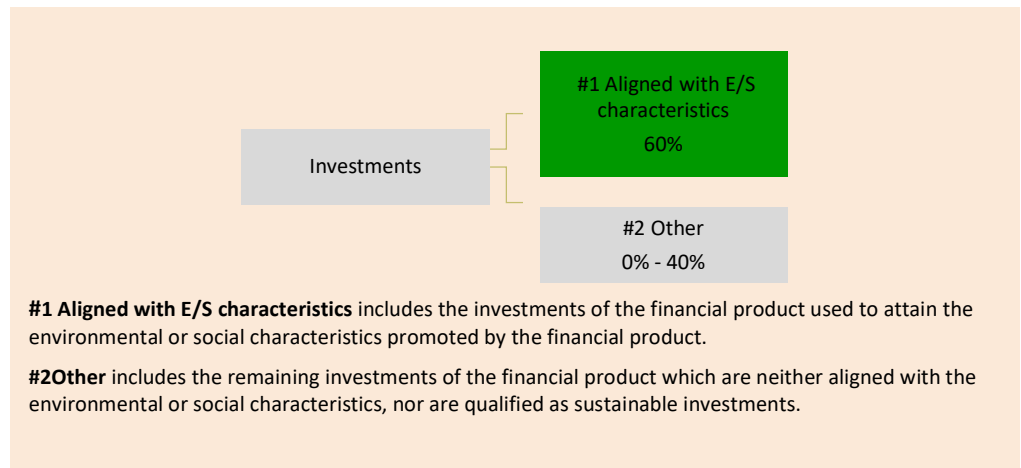 #1 Aligned with E/S
characteristics
60%
Investments
#2 Other
0% - 40%
#1 Aligned with E/S characteristics includes the investments of the financial product used to attain the
environmental or social characteristics promoted by the financial product.
#2Other includes the remaining investments of the financial product which are neither aligned with the
environmental or social characteristics, nor are qualified as sustainable investments.